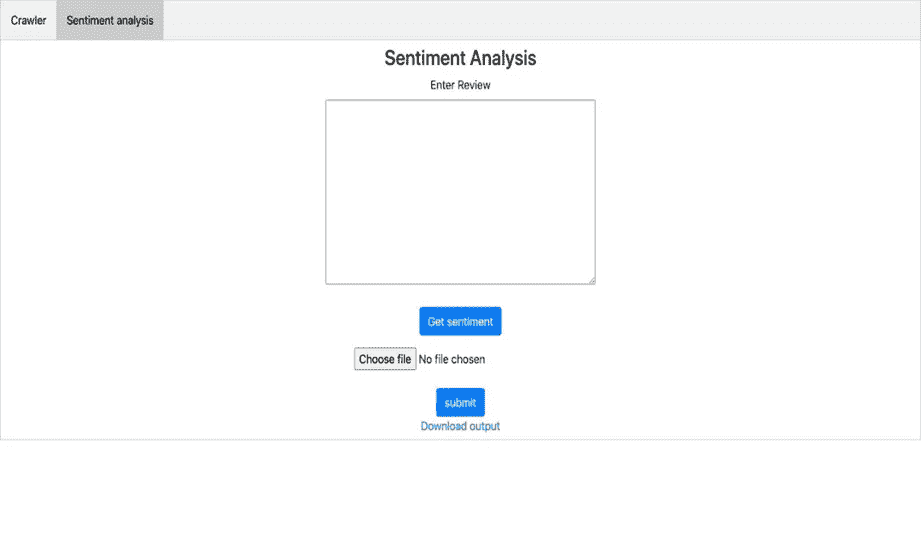 Crawler Sentiment analysis
Sentiment Analysis
Enter Review
Get sentiment
Choose file No file chosen
submit
Download output